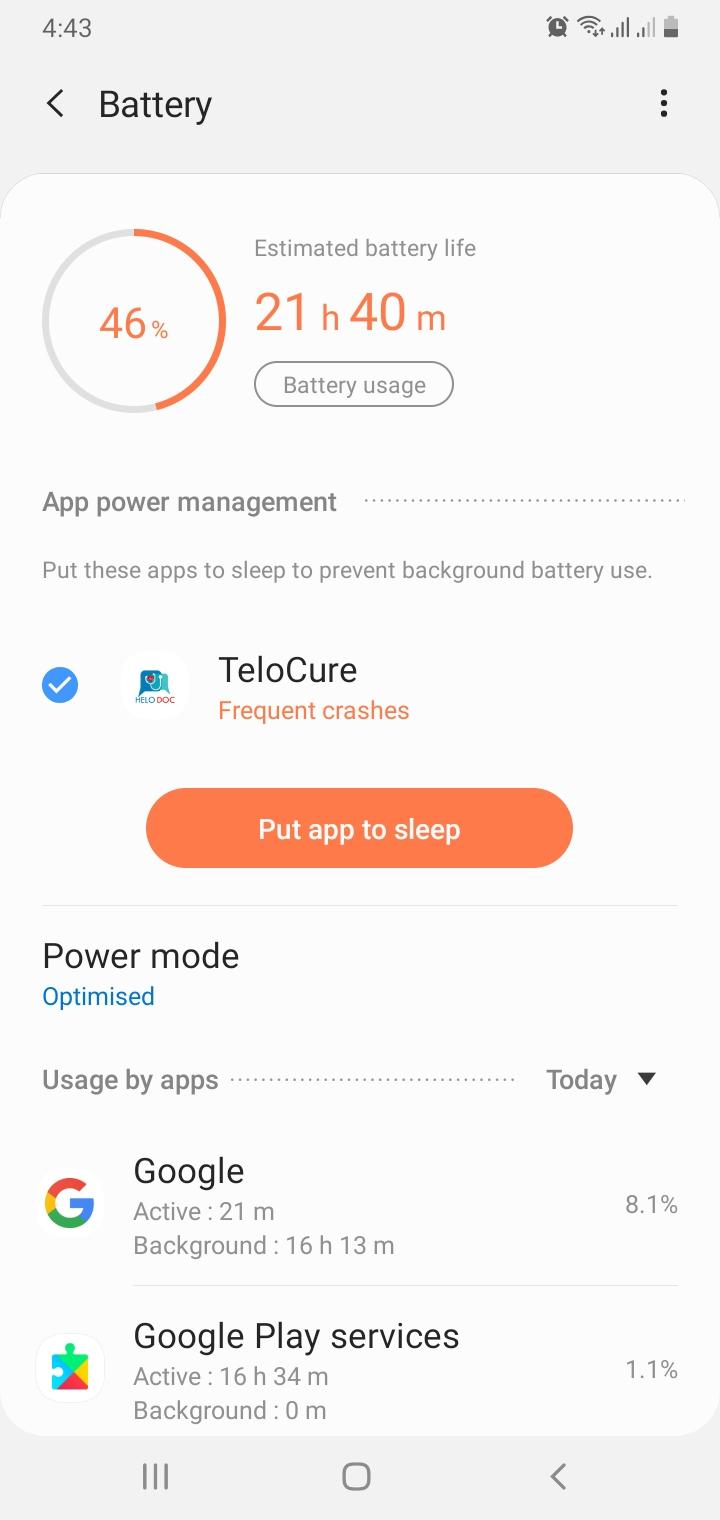 4:43
Battery
46%
Estimated battery life
21 h 40 m
Battery usage
App power management
Put these apps to sleep to prevent background battery use.
HELO DOC
TeloCure
Frequent crashes
Put app to sleep
Power mode
Optimised
Usage by apps
Today
Google
Active : 21 m
8.1%
Background : 16 h 13 m
Google Play services
Active : 16 h 34 m
1.1%
Background : 0 m